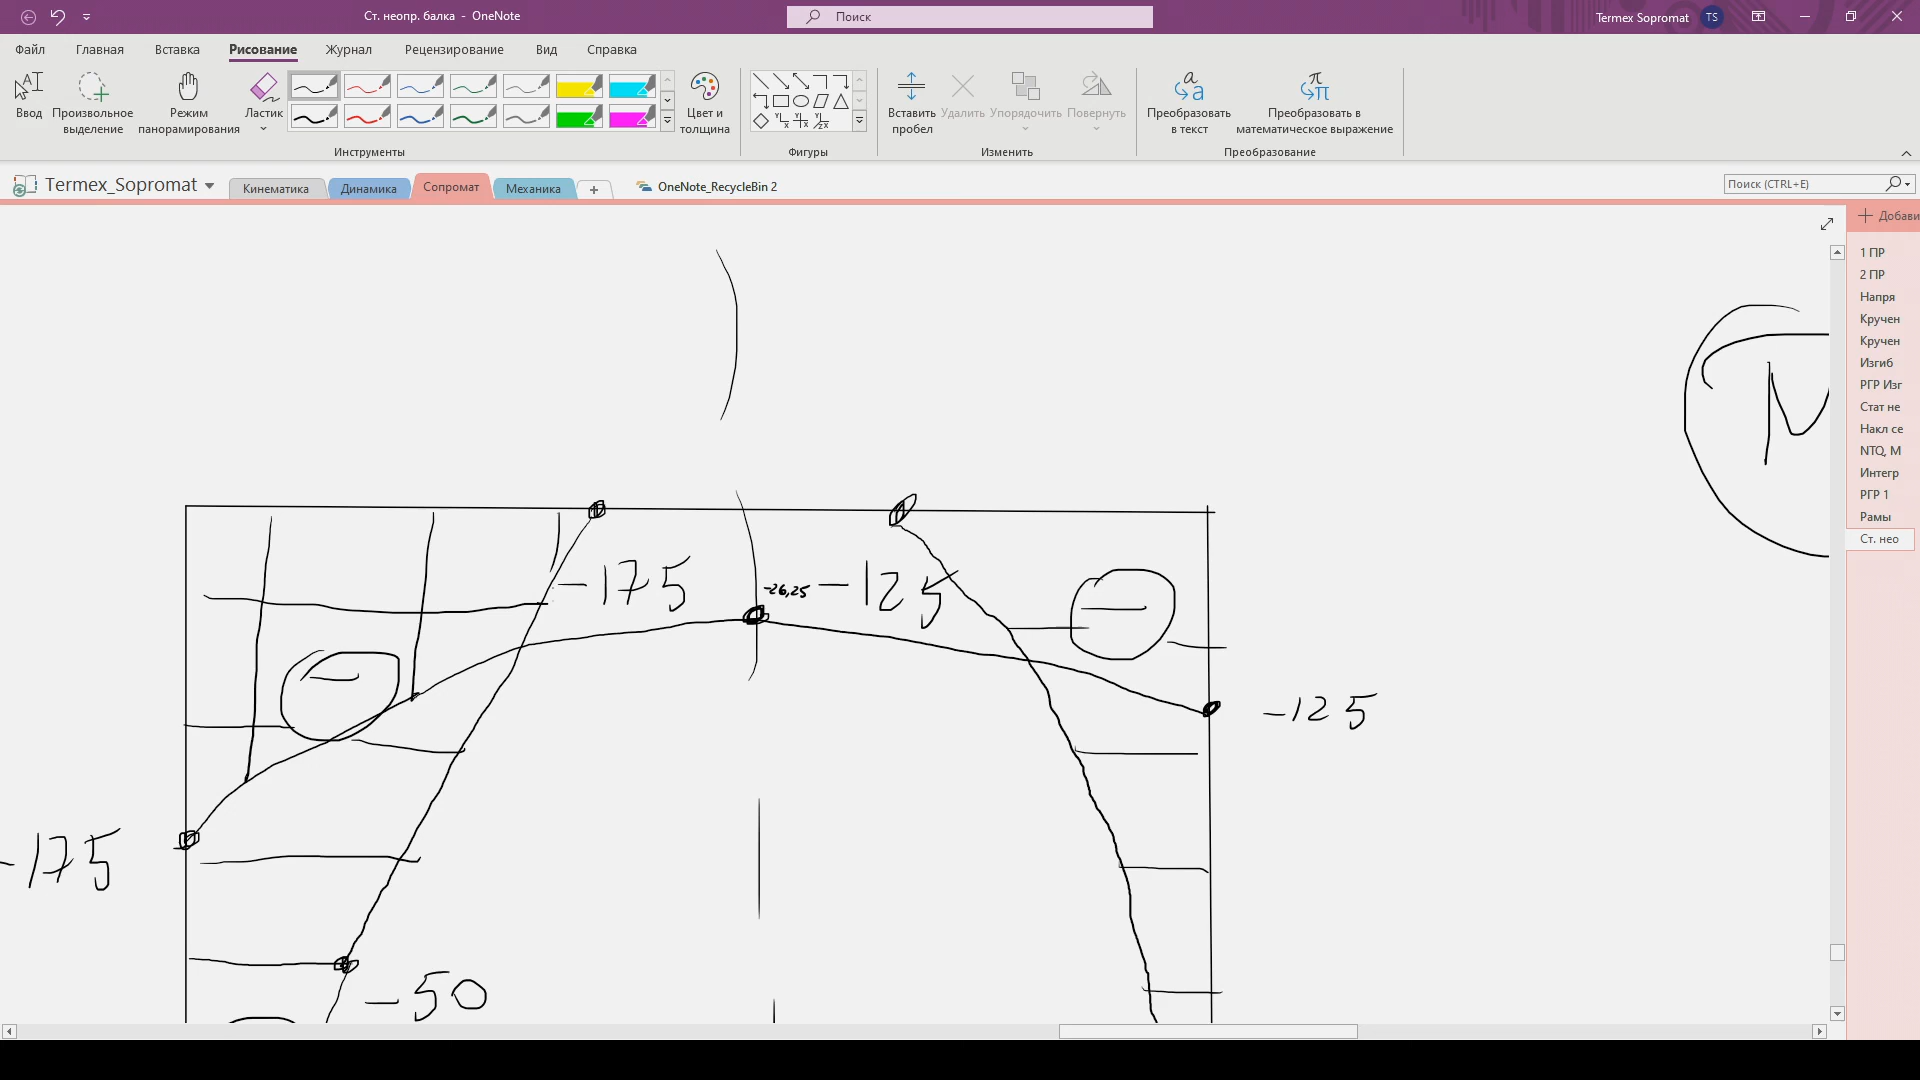 Ст. неопр. балка - OneNote
Поиск
Termex Sopromat
TS
Файл
Главная
Вставка
Рисование
Журнал
Рецензирование
Вид
Справка
Ввод
Произвольное
выделение
Режим
панорамирования
Ластик
Цвет и
толщина
Вставить
пробел
Удалить
Упорядочить
Повернуть
Преобразовать
в текст
Преобразовать в
математическое выражение
Инструменты
Фигуры
Изменить
Преобразование
Termex_Sopromat
Кинематика
Динамика
Сопромат
Механика
OneNote_RecycleBin 2
Поиск (CTRL+E)
Добави
1 ПР
2 ПР
Напря
Кручен
Кручен
Изгиб
РГР Изг
Стат не
Накл се
NTQ, M
Интегр
РГР 1
Рамы
Ст. нео
-175
-26,25
-125
-125
-175
-50